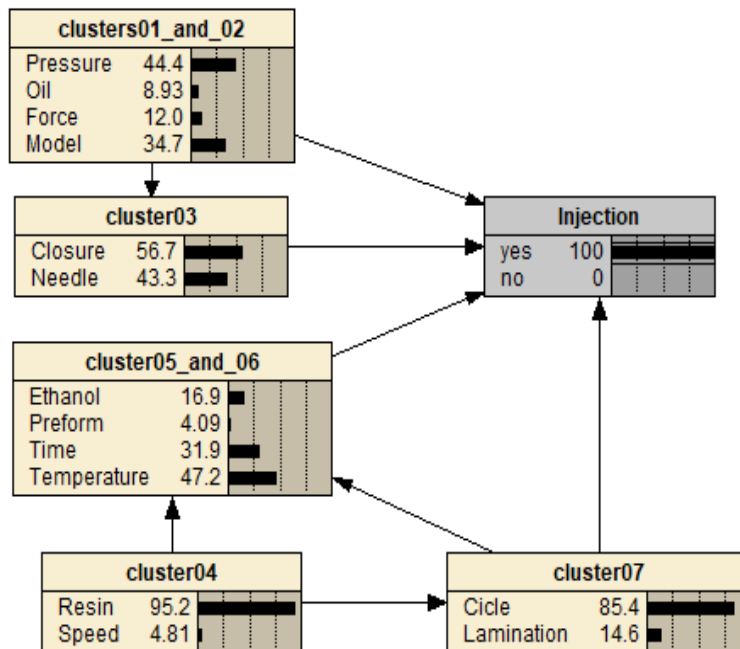 clusters01_and_02
Pressure 44.4
Oil 8.93
Force 12.0
Model 34.7
cluster03
Closure 56.7
Needle 43.3
Injection
yes 100
no 0
cluster05_and_06
Ethanol 16.9
Preform 4.09
Time 31.9
Temperature 47.2
cluster04
Resin 95.2
Speed 4.81
cluster07
Cicle 85.4
Lamination 14.6